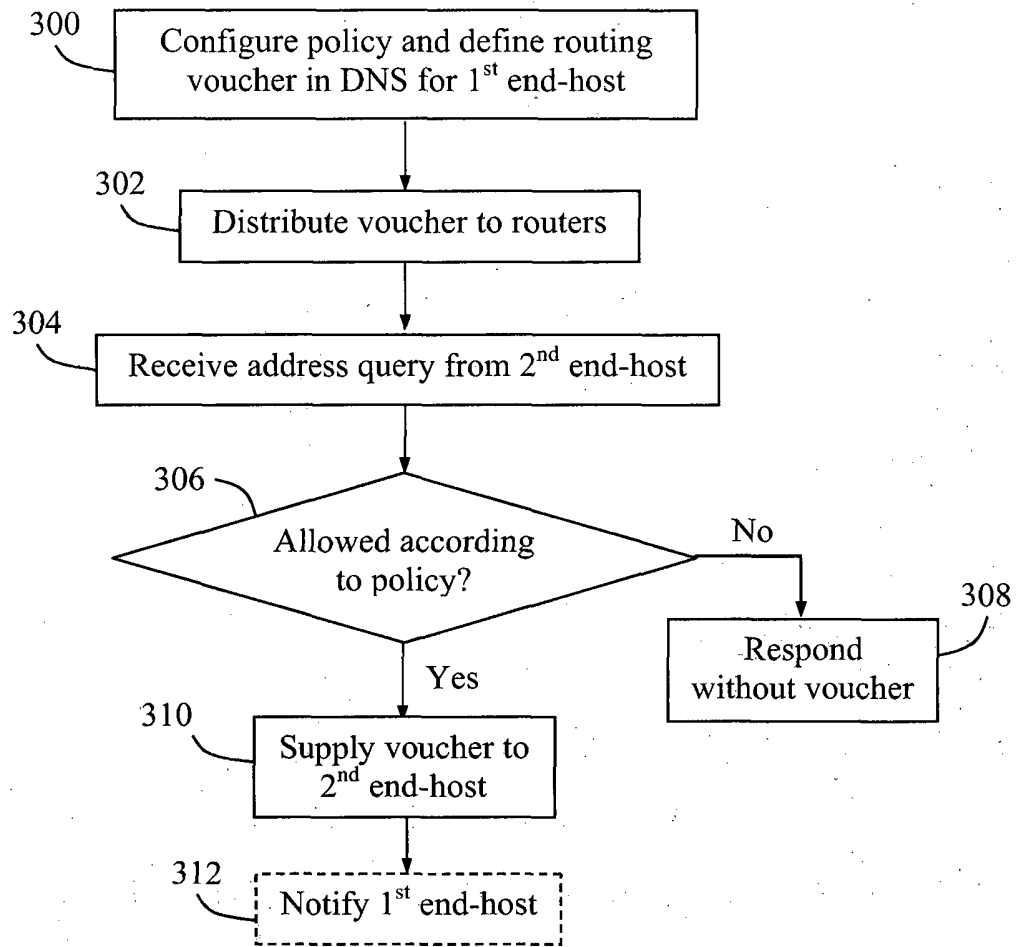 300
Configure policy and define routing
voucher in DNS for 1st end-host
302
Distribute voucher to routers
304
Receive address query from 2nd end-host
306
Allowed according
to policy?
No
308
Respond
without voucher
Yes
310
Supply voucher to
2nd end-host
312
Notify 1st end-host